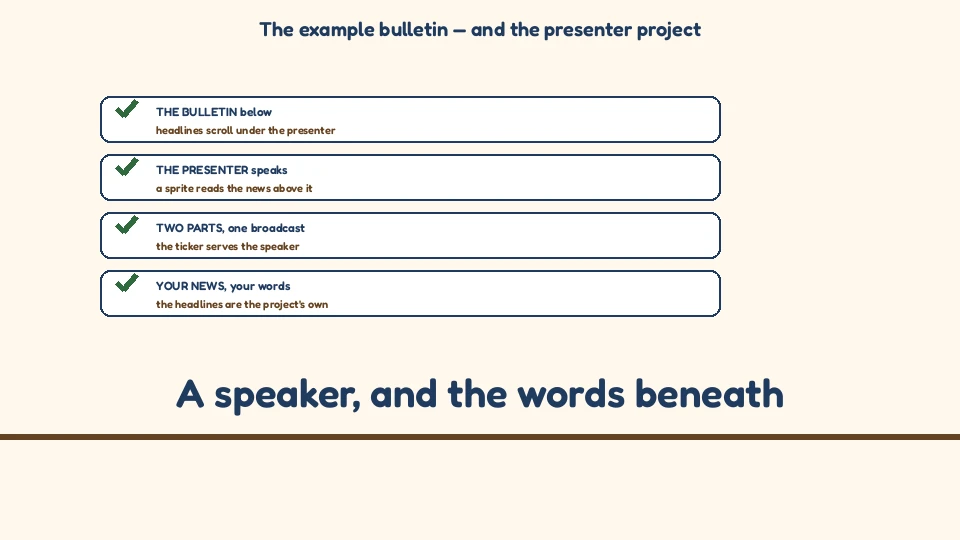 The example bulletin — and the presenter project
THE BULLETIN below
headlines scroll under the presenter
THE PRESENTER speaks
a sprite reads the news above it
TWO PARTS, one broadcast
the ticker serves the speaker
YOUR NEWS, your words
the headlines are the project's own
A speaker, and the words beneath